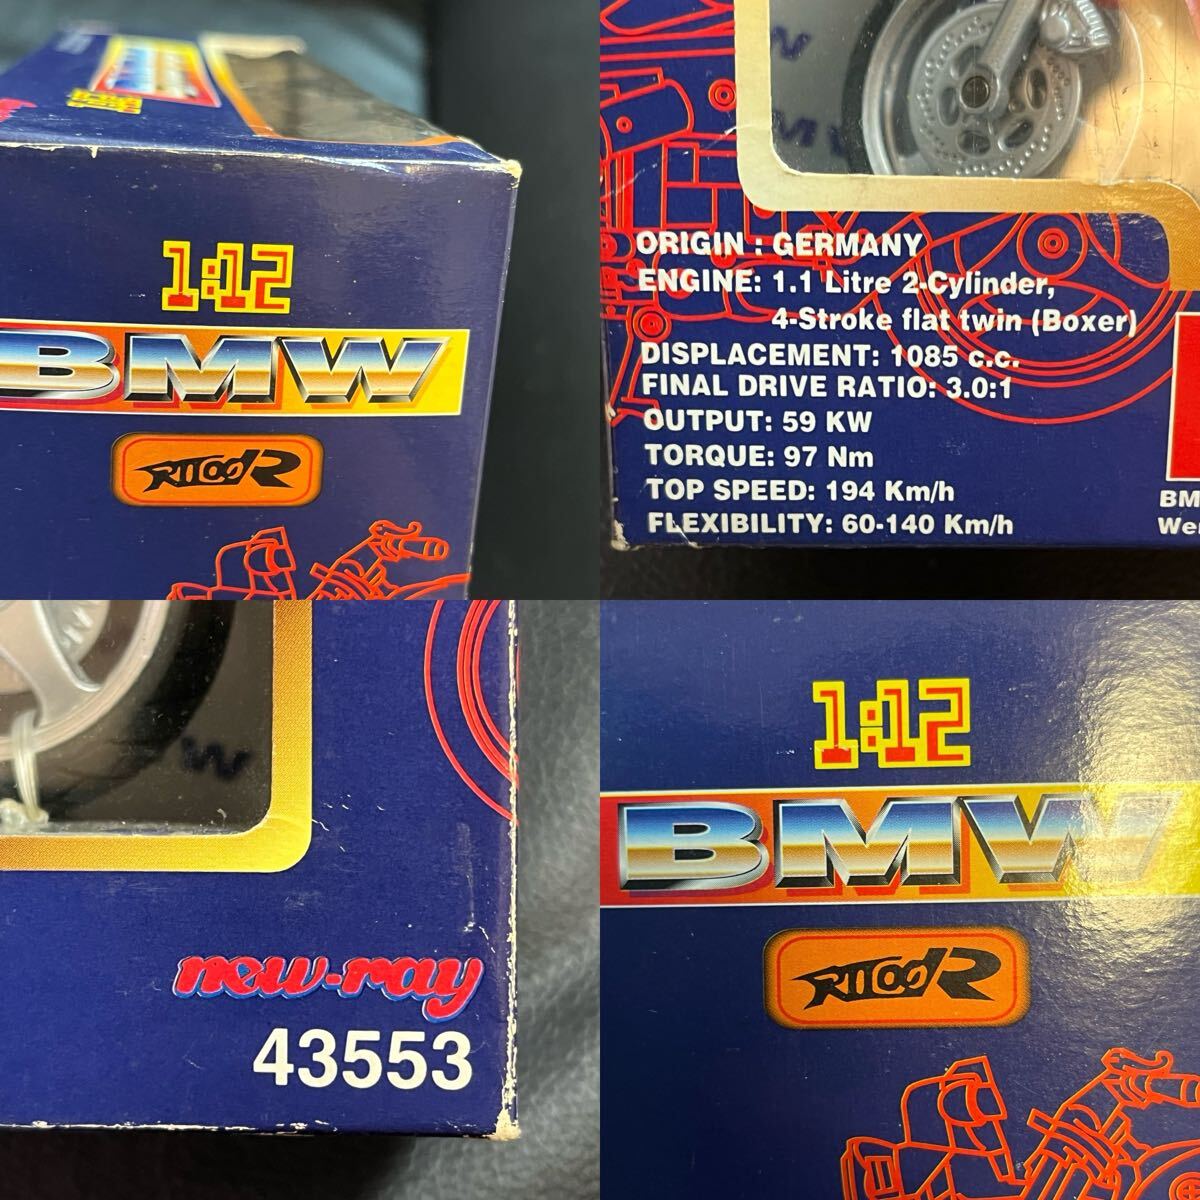 1:12
BMW
R1100R
ORIGIN : GERMANY
ENGINE: 1.1 Litre 2-Cylinder,
4-Stroke flat twin (Boxer)
DISPLACEMENT: 1085 c.c.
FINAL DRIVE RATIO: 3.0:1
OUTPUT: 59 KW
TORQUE: 97 Nm
TOP SPEED: 194 Km/h
FLEXIBILITY: 60-140 Km/h
BM
We
W
new-ray
43553
1:12
BMW
R1100R